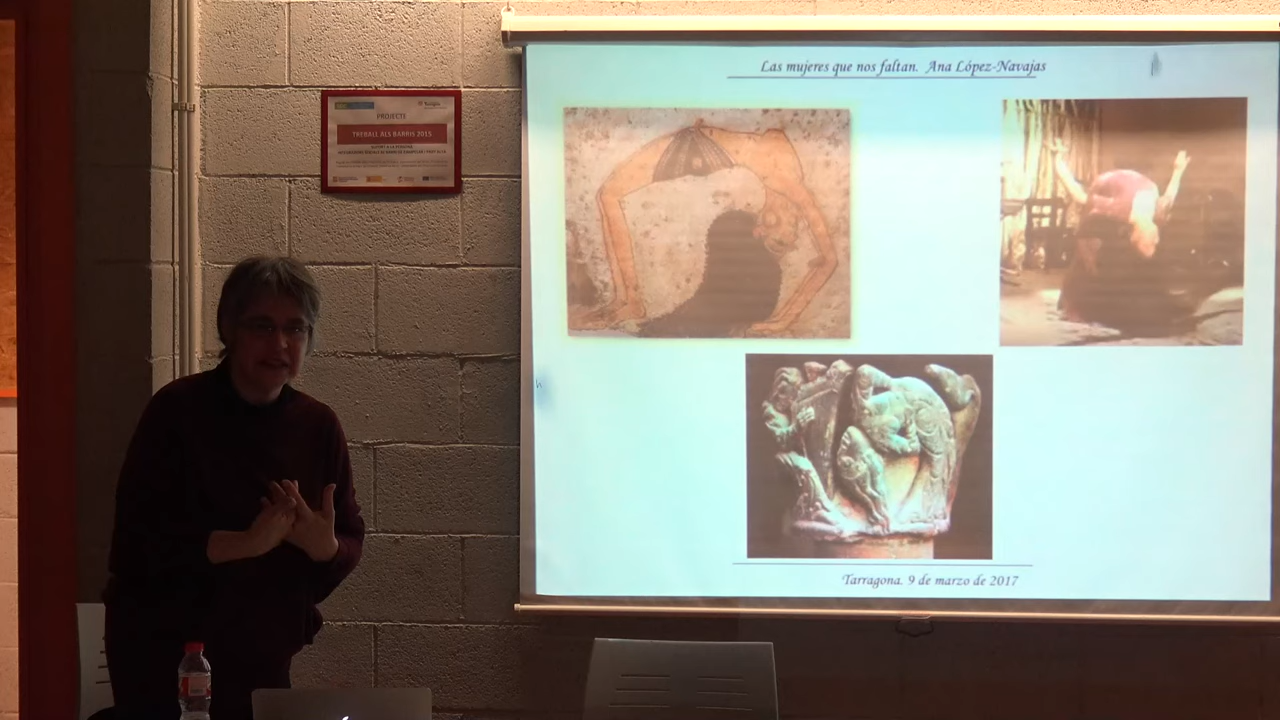 Las mujeres que nos faltan. Ana López-Navajas
PROJECTE
TREBALL ALS BARRIS 2015
Tarragona. 9 de marzo de 2017